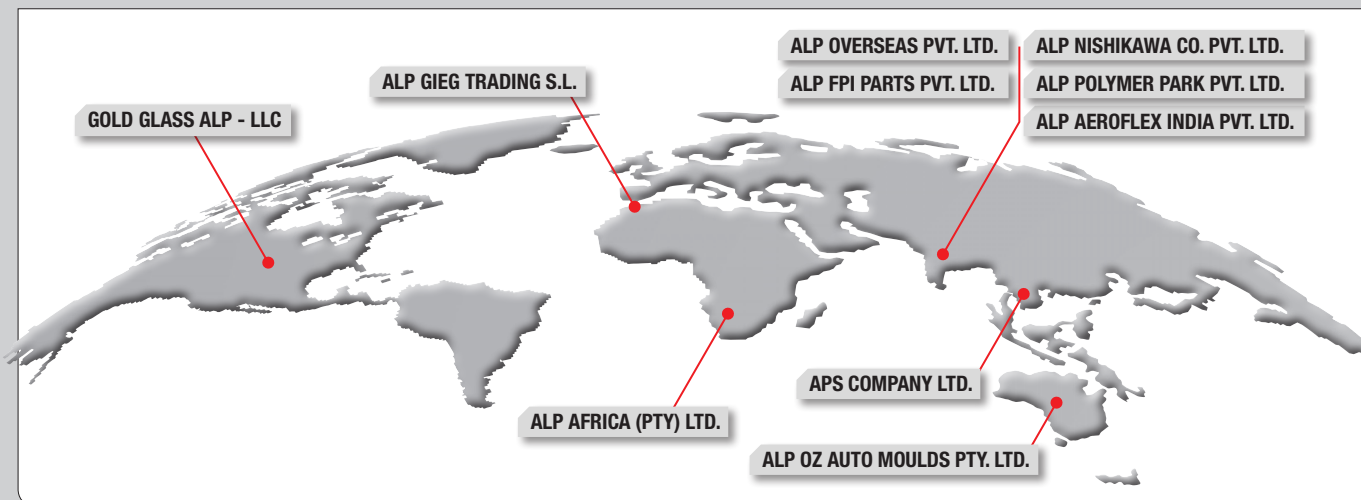 ALP OVERSEAS PVT. LTD.
ALP NISHIKAWA CO. PVT. LTD.
ALP GIEG TRADING S.L.
ALP FPI PARTS PVT. LTD.
ALP POLYMER PARK PVT. LTD.
GOLD GLASS ALP - LLC
ALP AEROFLEX INDIA PVT. LTD.
APS COMPANY LTD.
ALP AFRICA (PTY) LTD.
ALP OZ AUTO MOULDS PTY. LTD.